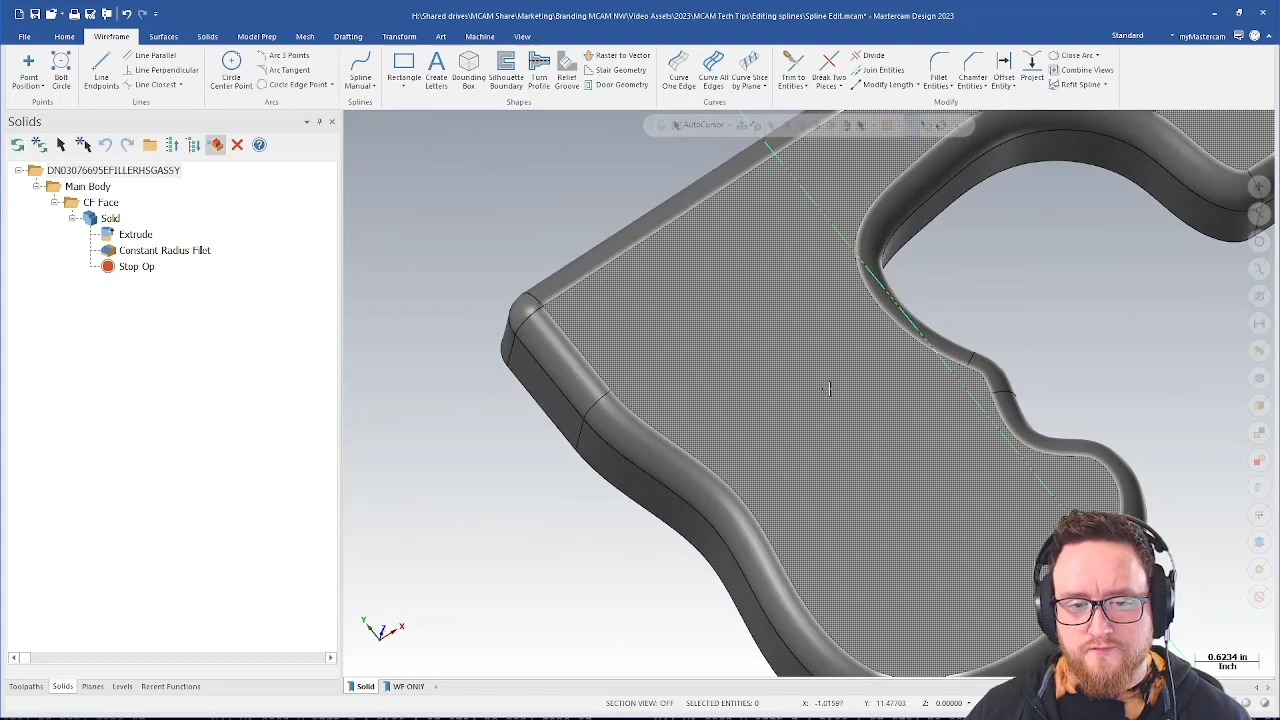 H:\Shared drives\MCAM Share\Marketing\Branding MCAM NW\Video Assets\2023\MCAM Tech Tips\Editing splines\Spline Edit.mcam* - Mastercam Design 2023
File Home Wireframe Surfaces Solids Model Prep Mesh Drafting Transform Art Machine View Standard myMastercam
Point Position Bolt Circle
Points
Line Endpoints
Line Parallel
Line Perpendicular
Line Closest
Lines
Circle Center Point
Arc 3 Points
Arc Tangent
Circle Edge Point
Arcs
Spline Manual
Splines
Rectangle Create Letters Bounding Box Silhouette Boundary Turn Profile Relief Groove
Raster to Vector
Stair Geometry
Door Geometry
Shapes
Curve One Edge Curve All Edges Curve Slice by Plane
Curves
Trim to Entities Break Two Pieces
Divide
Join Entities
Modify Length
Fillet Entities Chamfer Entities Offset Entity Project
Close Arc
Combine Views
Refit Spline
Modify
Solids
AutoCursor
DN03076695EFILLERHSGASSY
Main Body
CF Face
Solid
Extrude
Constant Radius Fillet
Stop Op
Y Z X
0.6234 in
Inch
Toolpaths Solids Planes Levels Recent Functions
Solid WF ONLY +
SECTION VIEW: OFF SELECTED ENTITIES: 0 X: -1.01597 Y: 11.47703 Z: 0.00000